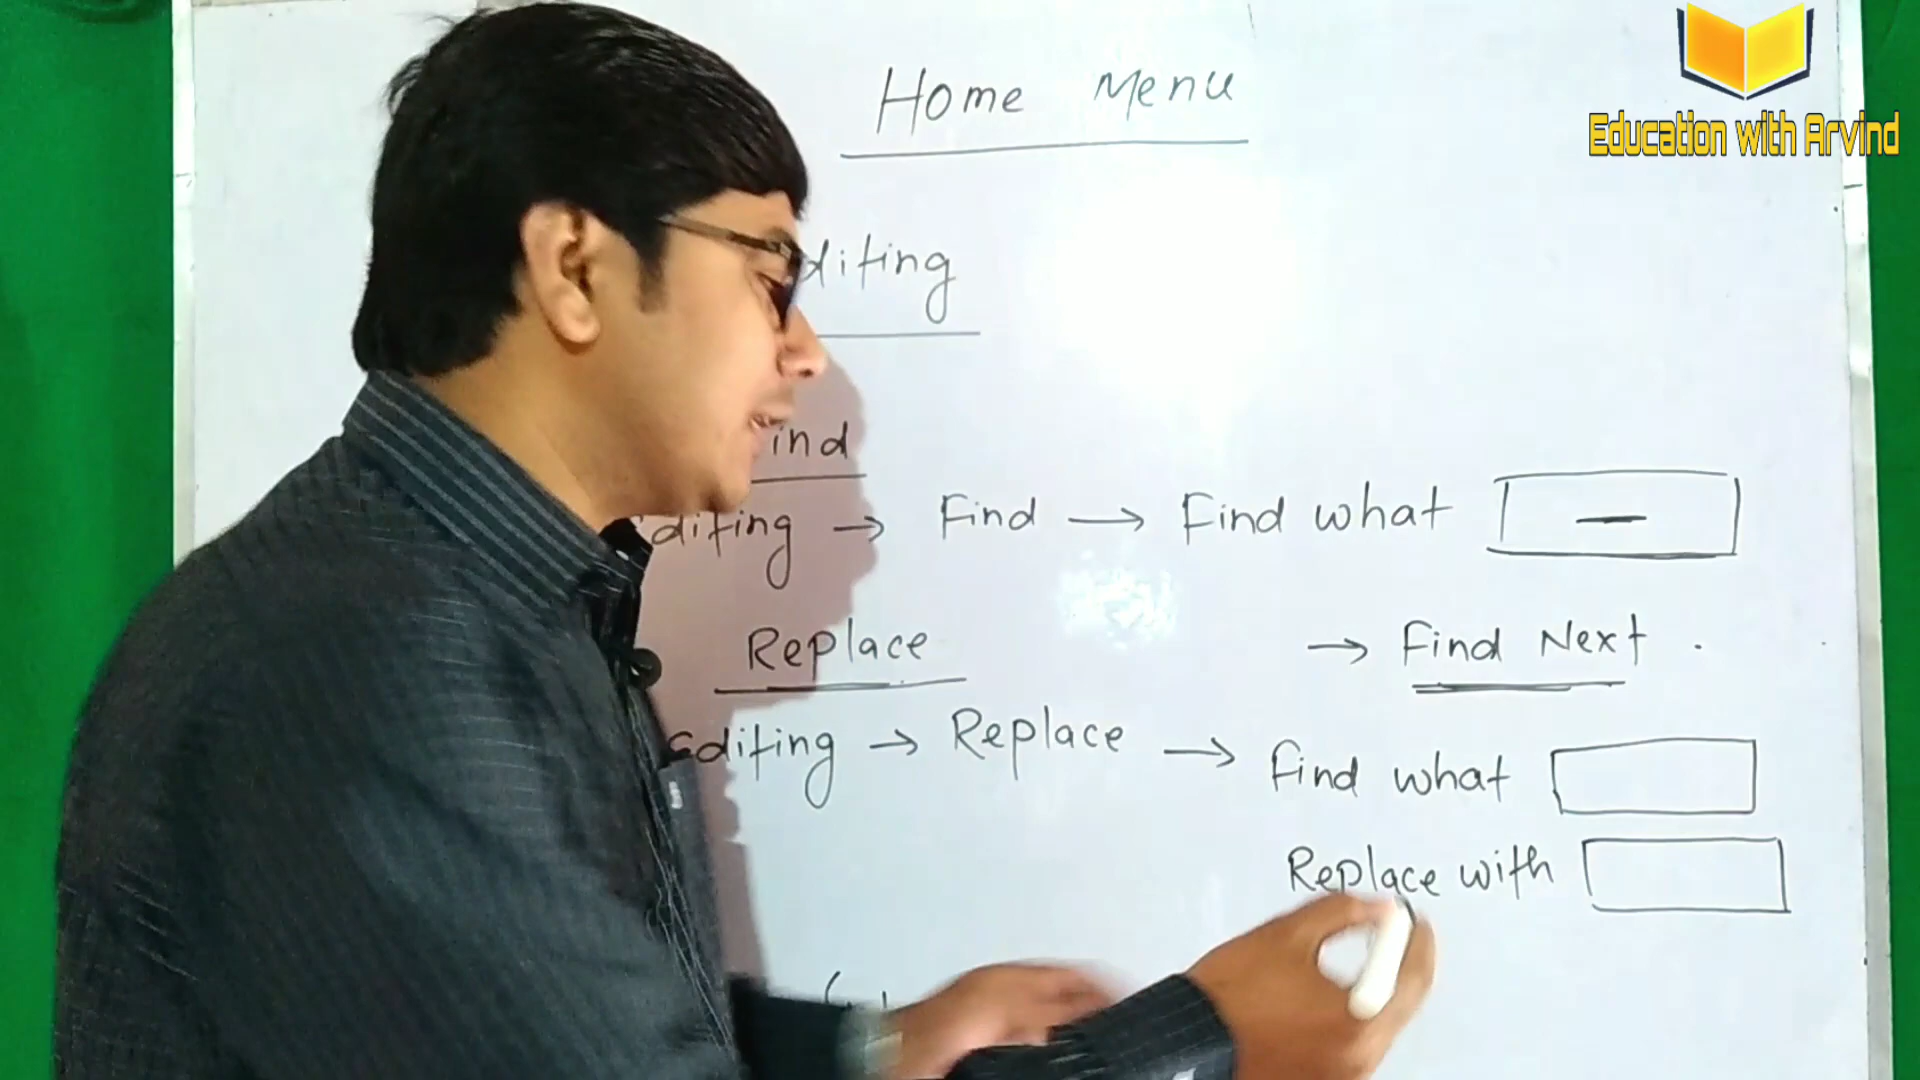 Home Menu
Education with Arvind
diting
ind
diting → Find → Find what —
→ Find Next .
Replace
Editing → Replace → Find what
Replace with